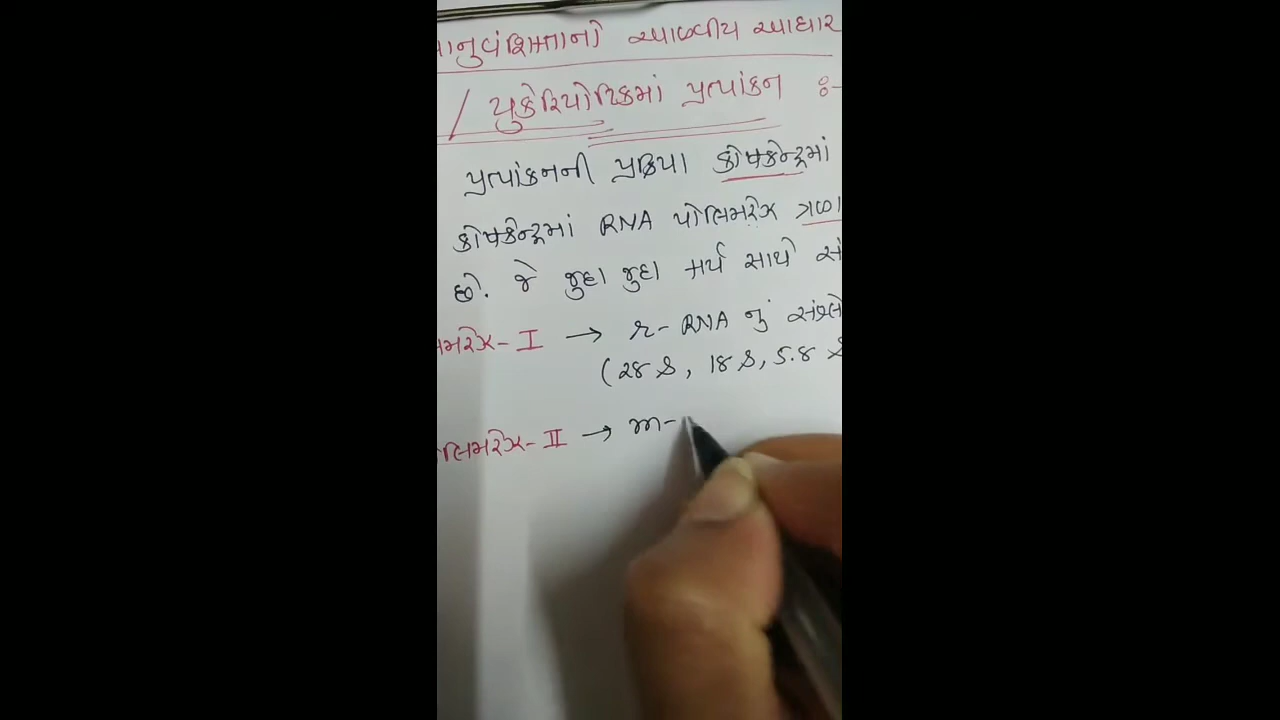 ાનુવંશિકતાનો આણ્વીય આધાર
/ યુકેરિયોટિકમાં પ્રત્યાંકન :-
પ્રત્યાંકનની પ્રક્રિયા કોષકેન્દ્રમાં
કોષકેન્દ્રમાં RNA પોલિમરેઝ ત્રણ
છે. જે જુદા જુદા કાર્ય સાથે સં
મરેઝ- I → r- RNA નું સંશ્લે
(28 S, 18 S, 5.8 S
લિમરેઝ- II → m-